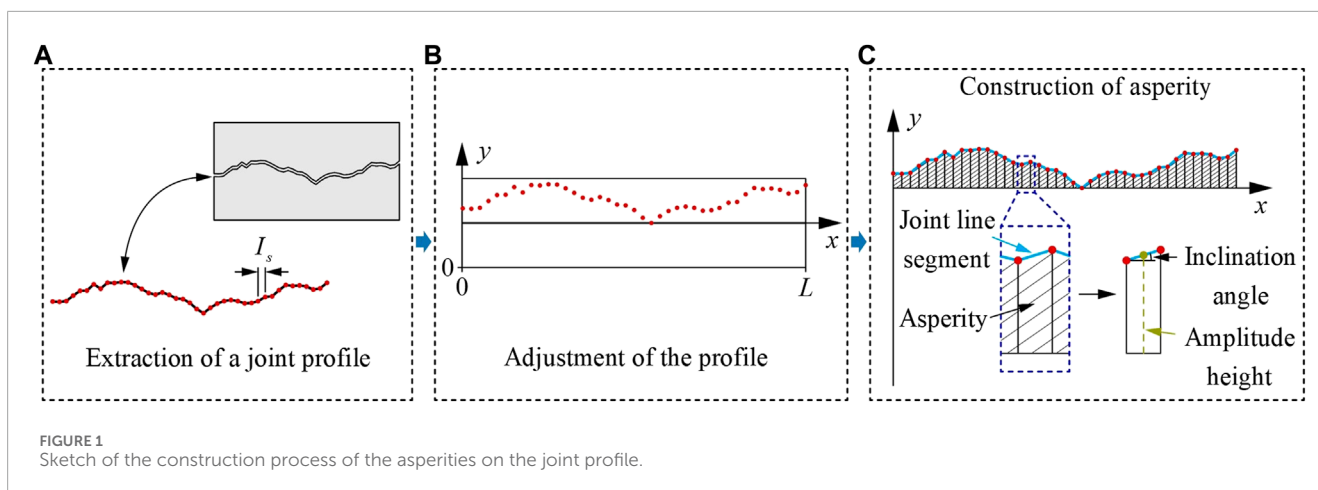 A
I_s
Extraction of a joint profile
B
y
x
0
0
L
Adjustment of the profile
C
Construction of asperity
y
x
Joint line
segment
Asperity
Inclination
angle
Amplitude
height
FIGURE 1
Sketch of the construction process of the asperities on the joint profile.